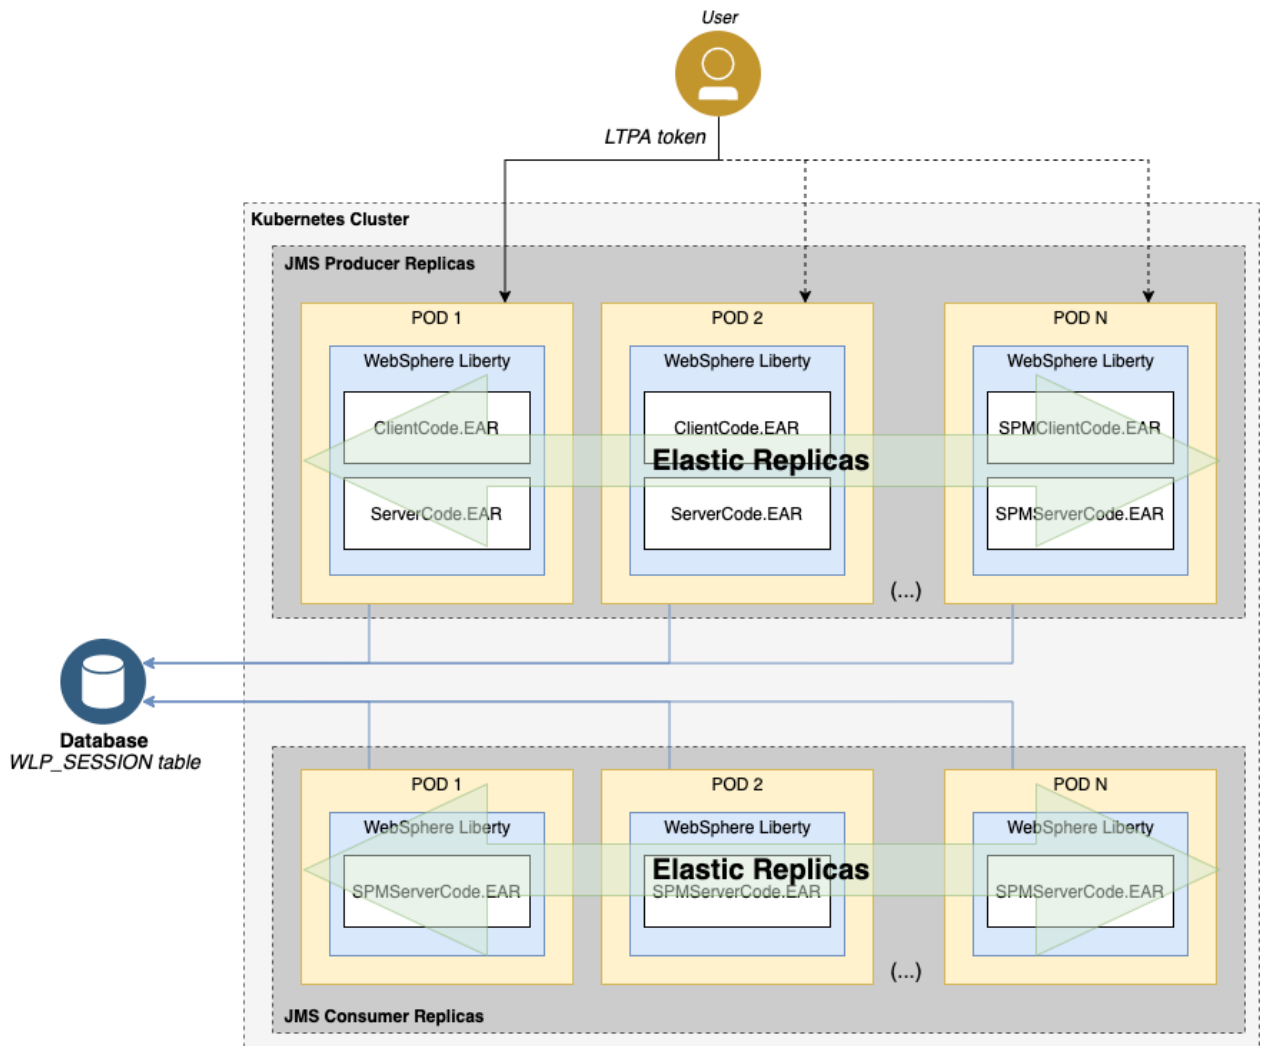 User
LTPA token
Kubernetes Cluster
JMS Producer Replicas
POD 1
POD 2
POD N
WebSphere Liberty
WebSphere Liberty
WebSphere Liberty
ClientCode.EAR
ClientCode.EAR
SPMClientCode.EAR
Elastic Replicas
ServerCode.EAR
ServerCode.EAR
SPMServerCode.EAR
(...)
Database
WLP_SESSION table
POD 1
POD 2
POD N
WebSphere Liberty
WebSphere Liberty
WebSphere Liberty
Elastic Replicas
SPMServerCode.EAR
SPMServerCode.EAR
SPMServerCode.EAR
(...)
JMS Consumer Replicas